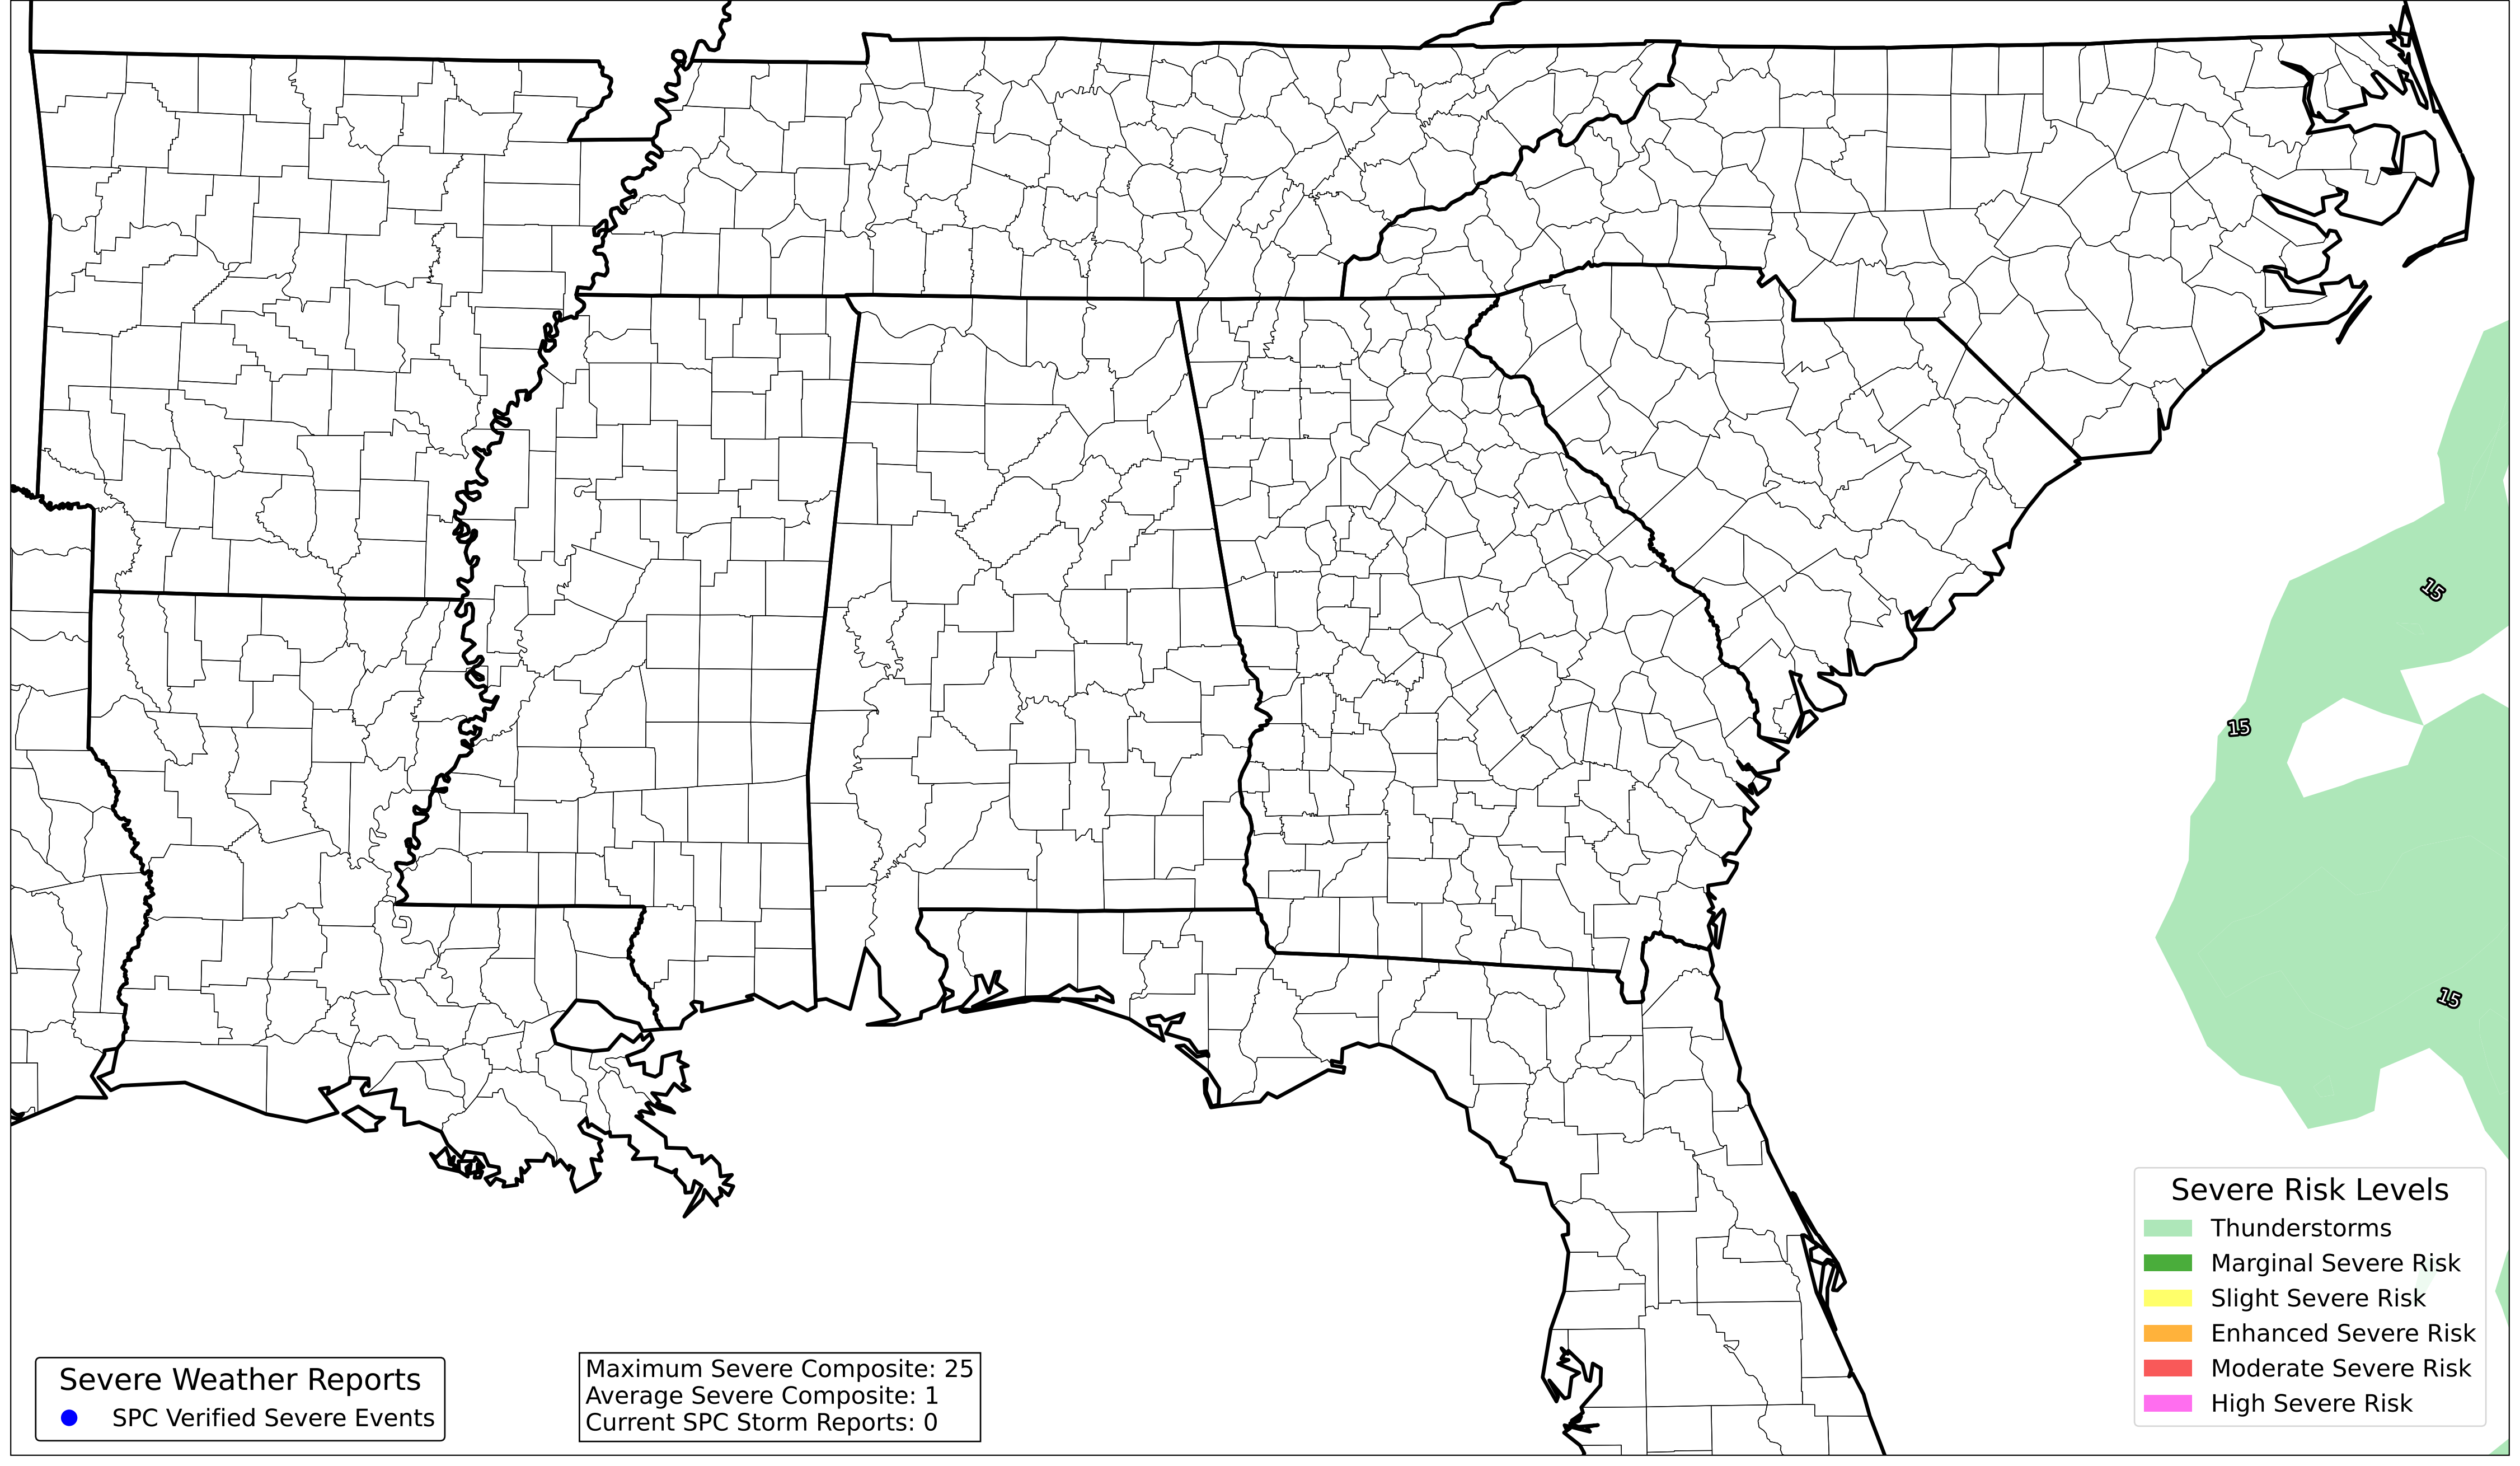 15
15
15
Severe Risk Levels
Thunderstorms
Marginal Severe Risk
Slight Severe Risk
Enhanced Severe Risk
Moderate Severe Risk
High Severe Risk
Severe Weather Reports
SPC Verified Severe Events
Maximum Severe Composite: 25
Average Severe Composite: 1
Current SPC Storm Reports: 0